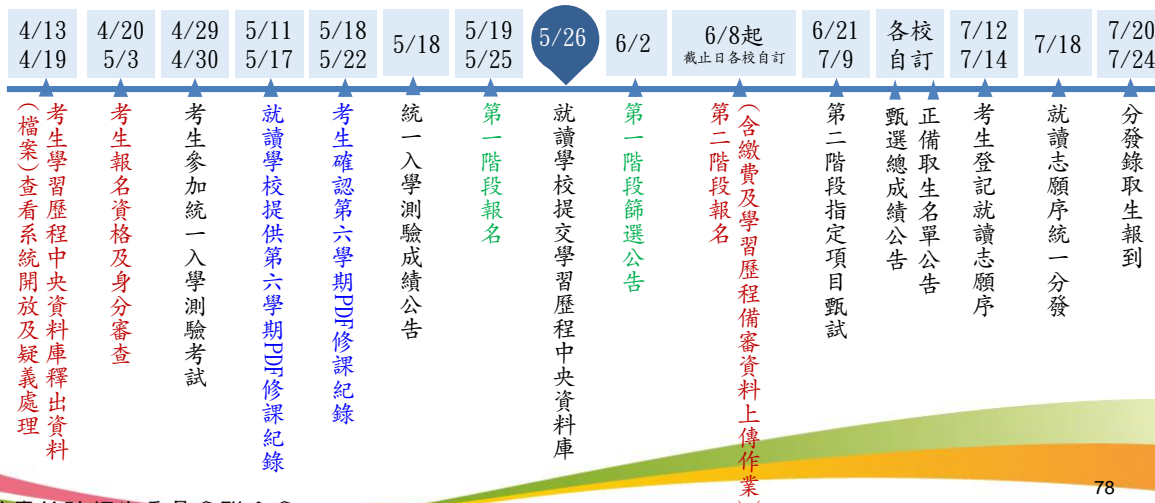 4/13
4/19
4/20
5/3
4/29
4/30
5/11
5/17
5/18
5/22
5/18
5/19
5/25
5/26
6/2
6/8起
截止日各校自訂
6/21
7/9
各校
自訂
7/12
7/14
7/18
7/20
7/24
考生學習歷程中央資料庫釋出資料
(檔案)查看系統開放及疑義處理
考生報名資格及身分審查
考生參加統一入學測驗考試
就讀學校提供第六學期PDF修課紀錄
考生確認第六學期PDF修課紀錄
統一入學測驗成績公告
第一階段報名
就讀學校提交學習歷程中央資料庫
第一階段篩選公告
第二階段報名
(含繳費及學習歷程備審資料上傳作業)
第二階段指定項目甄試
甄選總成績公告
正備取生名單公告
考生登記就讀志願序
就讀志願序統一分發
分發錄取生報到
78